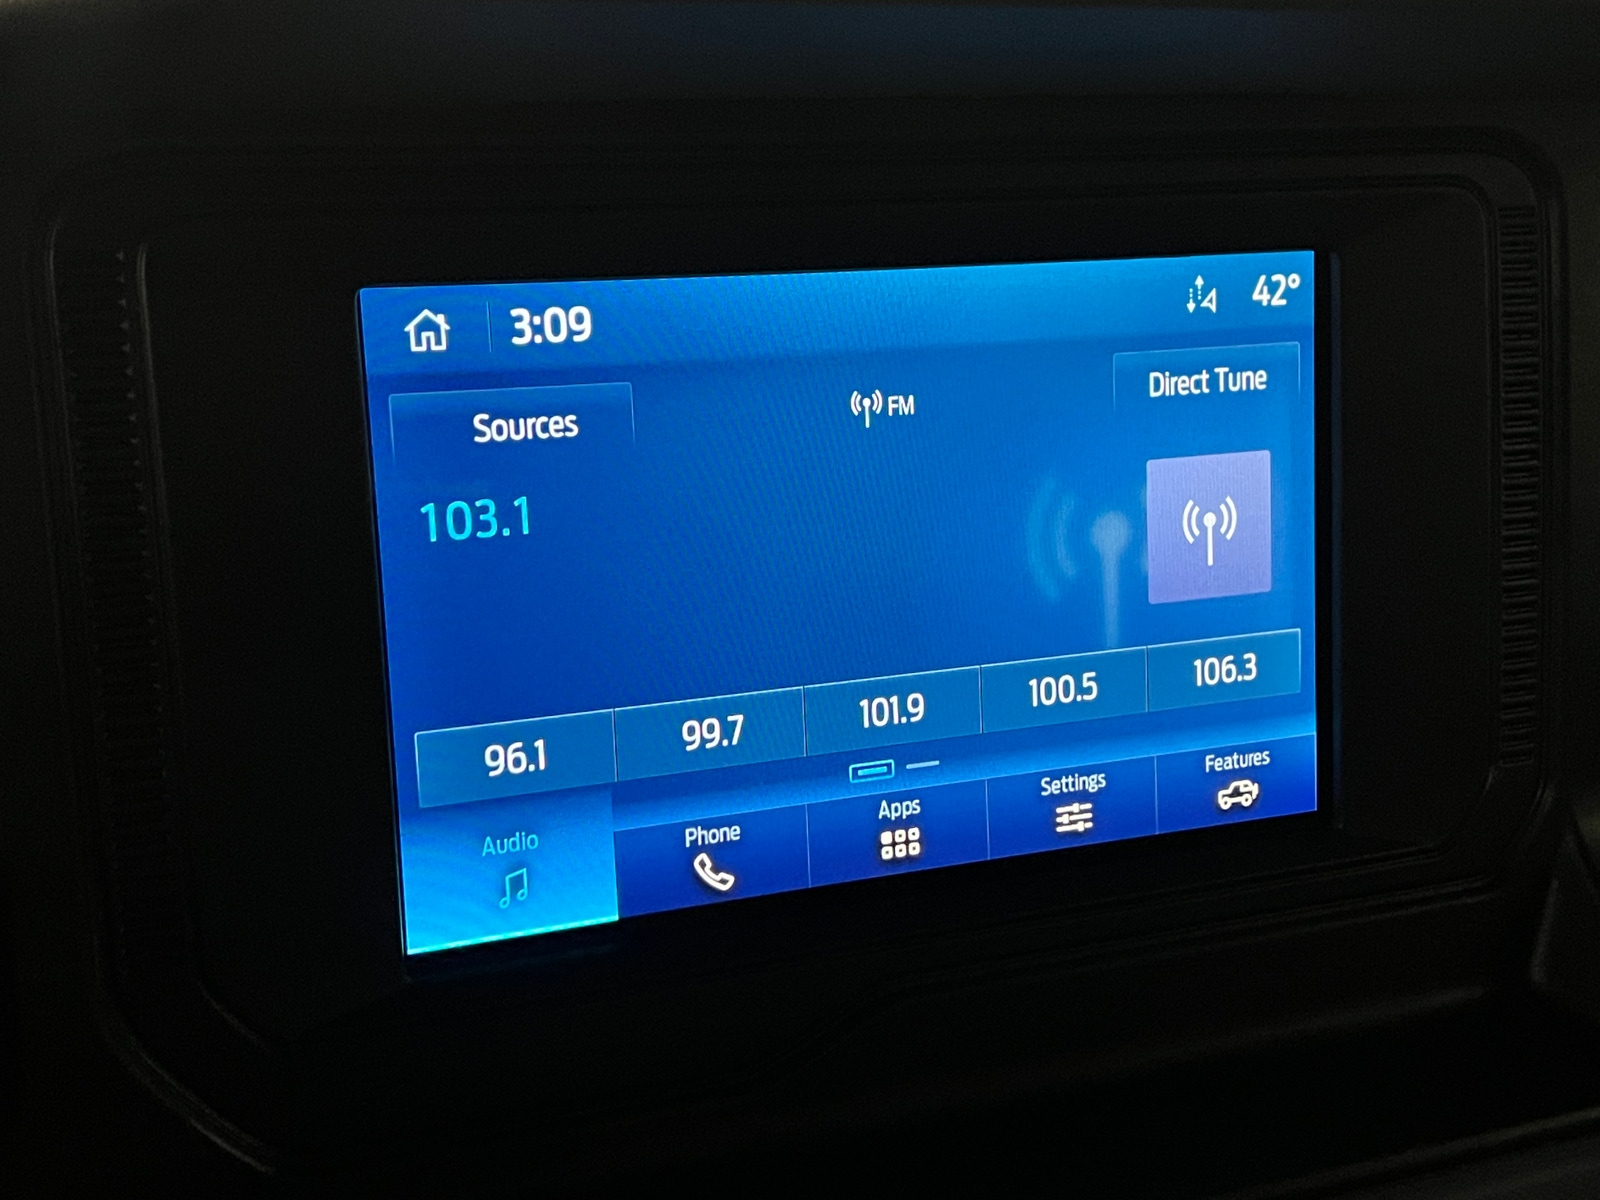 3:09
42°
Sources
FM
Direct Tune
103.1
96.1
99.7
101.9
100.5
106.3
Audio
Phone
Apps
Settings
Features